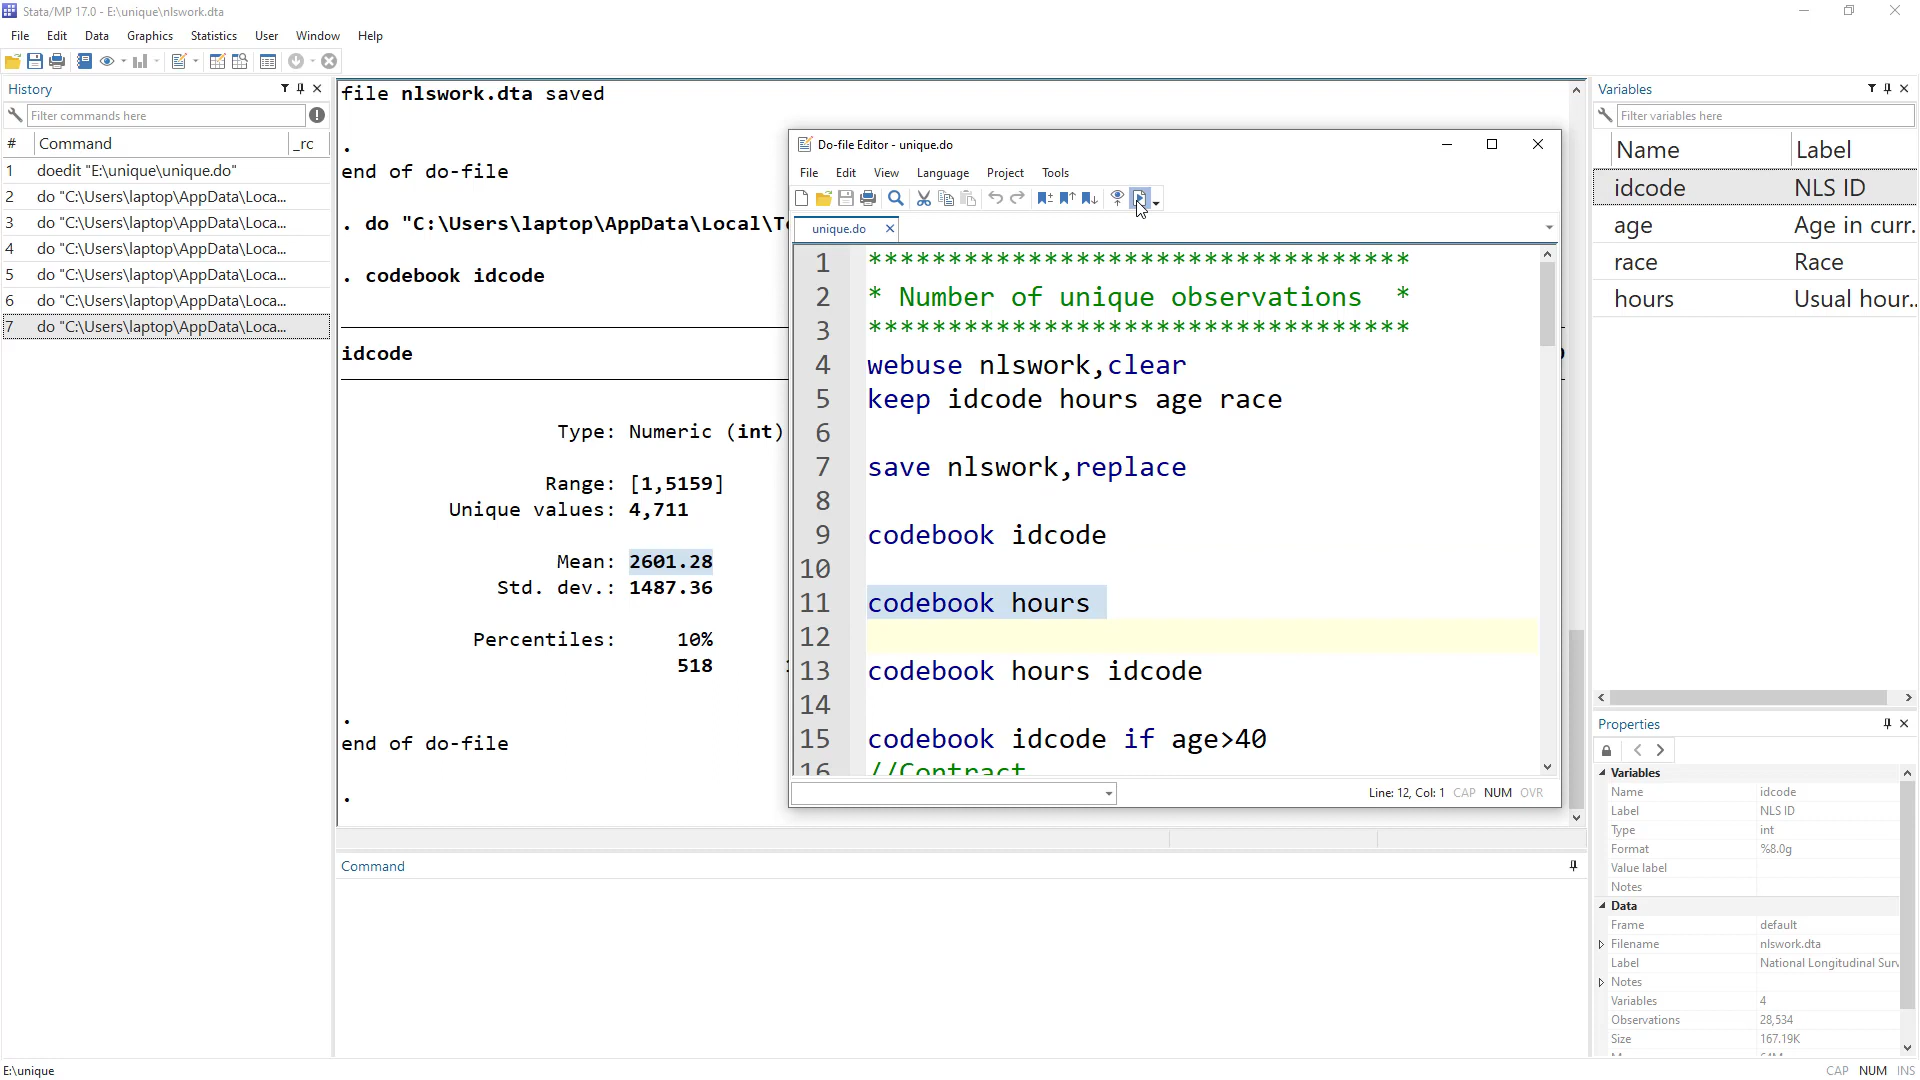 Stata/MP 17.0 - E:\unique\nlswork.dta
File Edit Data Graphics Statistics User Window Help
History
Filter commands here
# Command _rc
1 doedit "E:\unique\unique.do"
2 do "C:\Users\laptop\AppData\Loca...
3 do "C:\Users\laptop\AppData\Loca...
4 do "C:\Users\laptop\AppData\Loca...
5 do "C:\Users\laptop\AppData\Loca...
6 do "C:\Users\laptop\AppData\Loca...
7 do "C:\Users\laptop\AppData\Loca...
file nlswork.dta saved
.
end of do-file
. do "C:\Users\laptop\AppData\Local\Te
. codebook idcode
idcode
Type: Numeric (int)
Range: [1,5159]
Unique values: 4,711
Mean: 2601.28
Std. dev.: 1487.36
Percentiles: 10%
518
.
end of do-file
.
Command
Do-file Editor - unique.do
File Edit View Language Project Tools
unique.do
1 **********************************
2 * Number of unique observations *
3 **********************************
4 webuse nlswork,clear
5 keep idcode hours age race
6
7 save nlswork,replace
8
9 codebook idcode
10
11 codebook hours
12
13 codebook hours idcode
14
15 codebook idcode if age>40
16 //Contract
Line: 12, Col: 1 CAP NUM OVR
Variables
Filter variables here
Name Label
idcode NLS ID
age Age in curr...
race Race
hours Usual hour...
Properties
Variables
Name idcode
Label NLS ID
Type int
Format %8.0g
Value label
Notes
Data
Frame default
Filename nlswork.dta
Label National Longitudinal Surv
Notes
Variables 4
Observations 28,534
Size 167.19K
E:\unique
CAP NUM INS